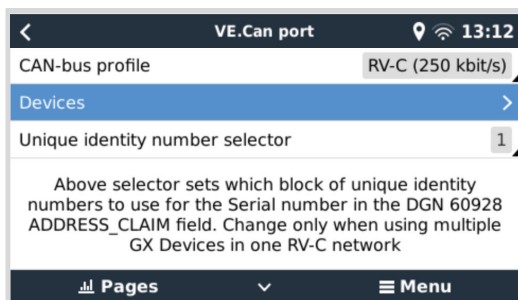 VE.Can port 13:12
CAN-bus profile RV-C (250 kbit/s)
Devices
Unique identity number selector 1
Above selector sets which block of unique identity
numbers to use for the Serial number in the DGN 60928
ADDRESS_CLAIM field. Change only when using multiple
GX Devices in one RV-C network
Pages Menu